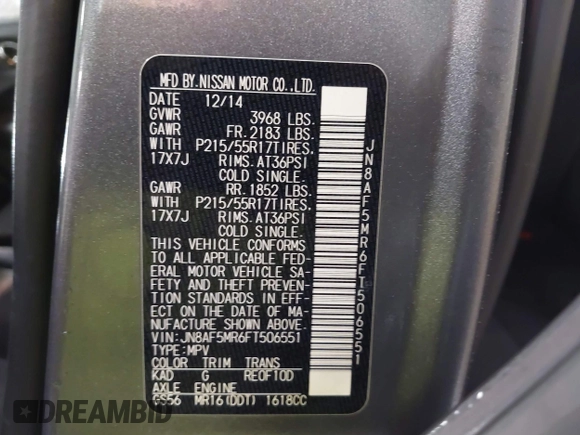 MFD BY.NISSAN MOTOR CO.,LTD.
DATE 12/14
GVWR 3968 LBS.
GAWR FR. 2183 LBS.
WITH P215/55R17TIRES,
17X7J RIMS. AT36PSI
COLD SINGLE.
GAWR RR. 1852 LBS.
WITH P215/55R17TIRES,
17X7J RIMS. AT36PSI
COLD SINGLE.
THIS VEHICLE CONFORMS
TO ALL APPLICABLE FED-
ERAL MOTOR VEHICLE SA-
FETY AND THEFT PREVEN-
TION STANDARDS IN EFF-
ECT ON THE DATE OF MA-
NUFACTURE SHOWN ABOVE.
VIN:JN8AF5MR6FT506551
TYPE:MPV
COLOR TRIM TRANS
KAD G RE0F10D
AXLE ENGINE
GS56 MR16(DDT) 1618CC
JN8AF5MR6FT506551
DREAMBID
already sold